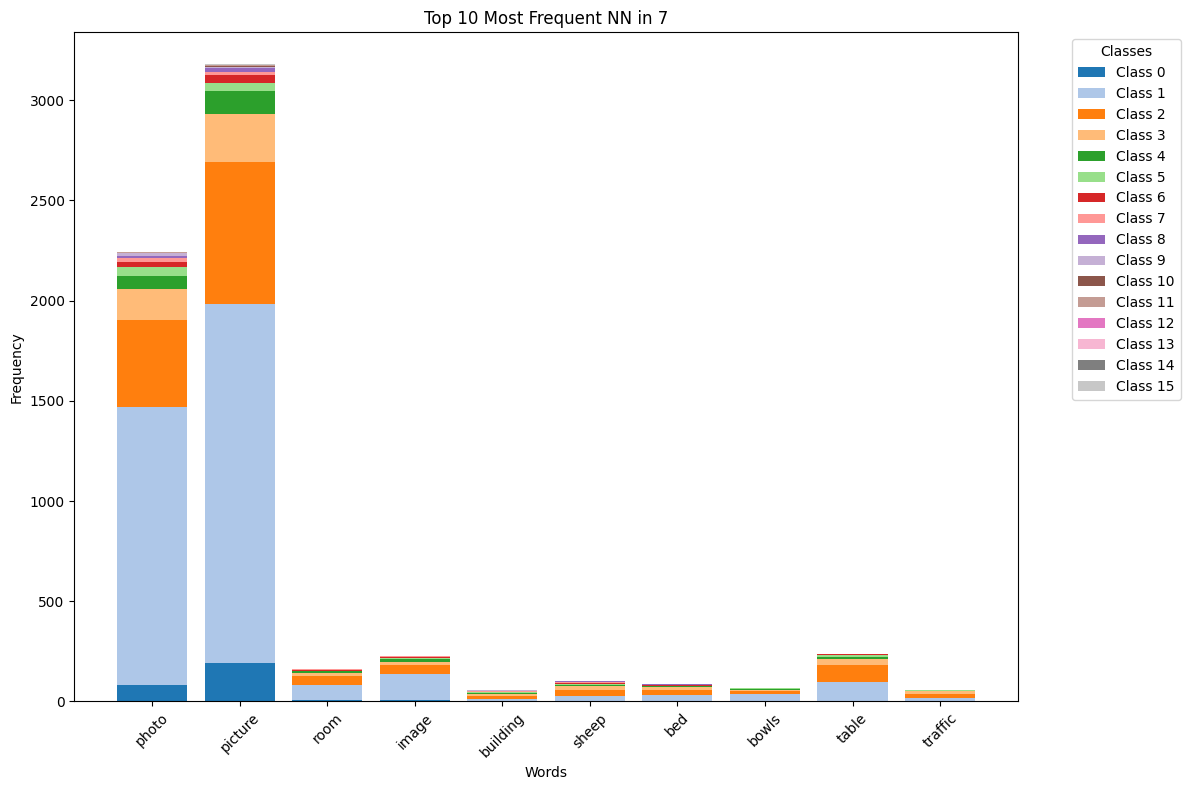 Top 10 Most Frequent NN in 7
Frequency
3000
2500
2000
1500
1000
500
0
photo
picture
room
image
building
sheep
bed
bowls
table
traffic
Words
Classes
Class 0
Class 1
Class 2
Class 3
Class 4
Class 5
Class 6
Class 7
Class 8
Class 9
Class 10
Class 11
Class 12
Class 13
Class 14
Class 15